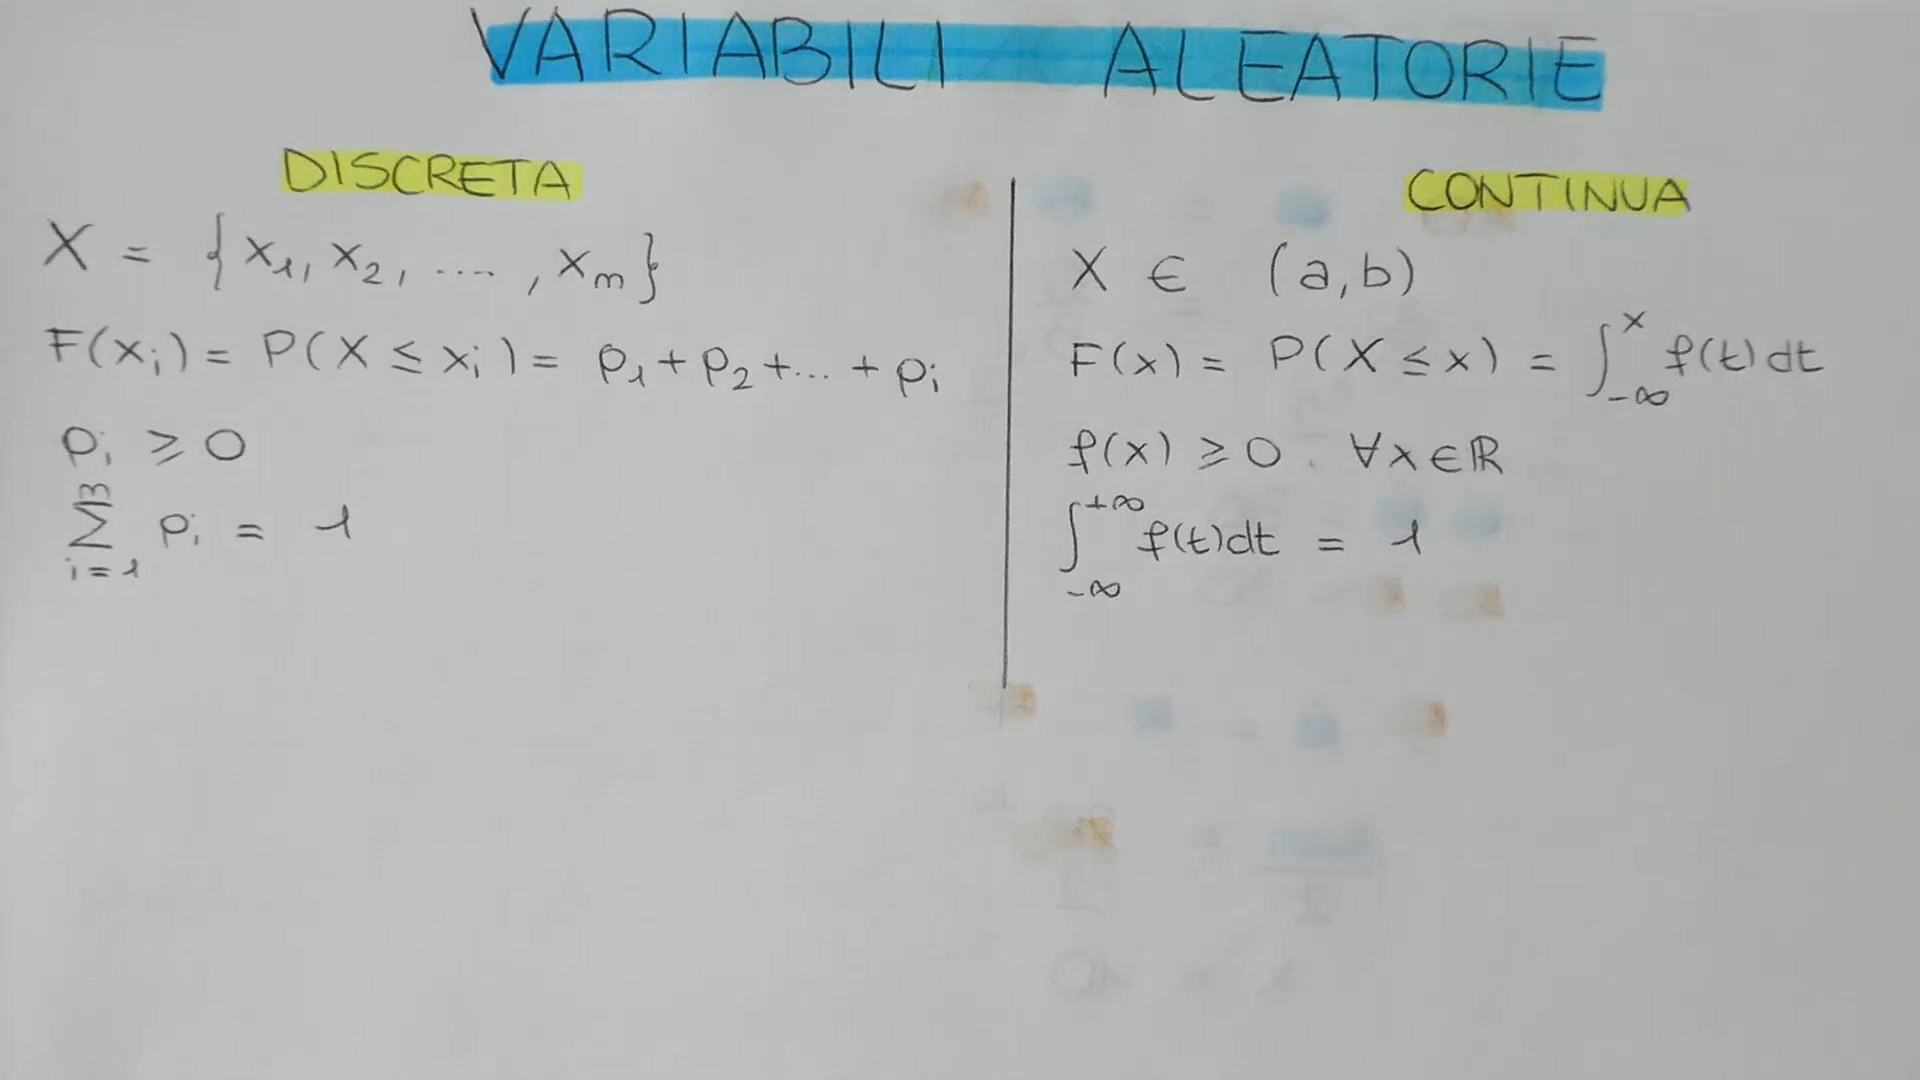 VARIABILI ALEATORIE
DISCRETA
X = {x₁, x₂, ...., xₘ}
F(xᵢ) = P(X ≤ xᵢ) = p₁ + p₂ + ... + pᵢ
pᵢ ≥ 0
∑ᵢ₌₁ⁿ pᵢ = 1
CONTINUA
X ∈ (a,b)
F(x) = P(X ≤ x) = ∫₋∞ˣ f(t)dt
f(x) ≥ 0 ∀x∈ℝ
∫₋∞⁺∞ f(t)dt = 1